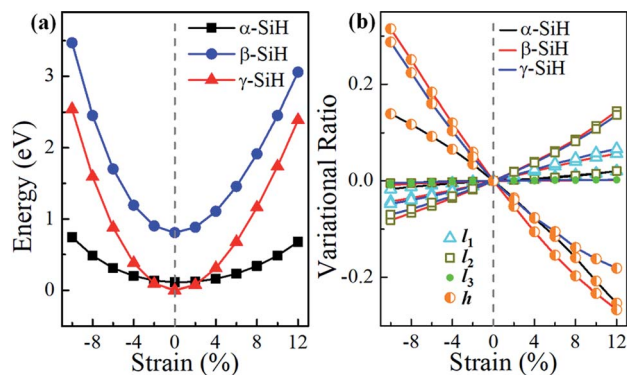 (a)
α-SiH
β-SiH
γ-SiH
Energy (eV)
3
2
1
0
-8
-4
0
4
8
12
Strain (%)
(b)
α-SiH
β-SiH
γ-SiH
Variational Ratio
0.2
0.0
-0.2
l1
l2
l3
h
-8
-4
0
4
8
12
Strain (%)